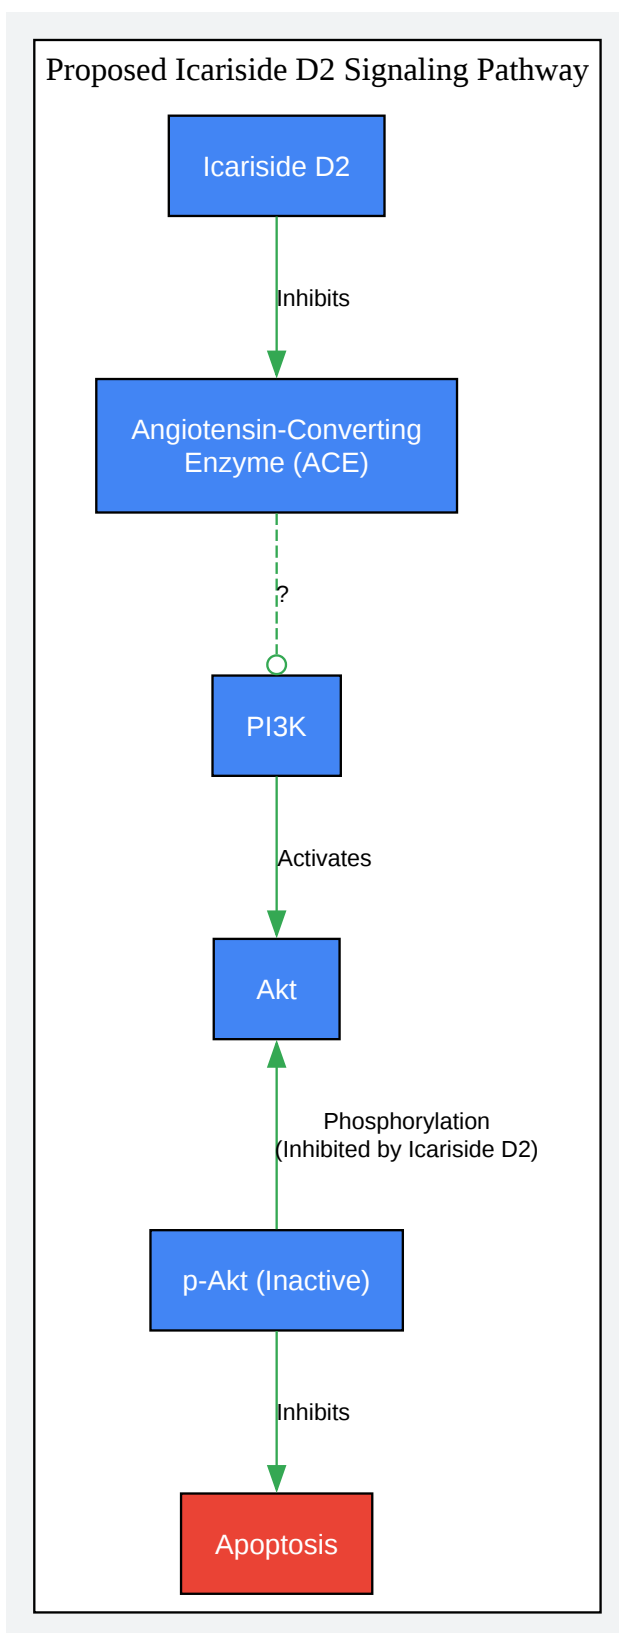 Proposed Icariside D2 Signaling Pathway
Icariside D2
Inhibits
Angiotensin-Converting
Enzyme (ACE)
?
PI3K
Activates
Akt
Phosphorylation
(Inhibited by Icariside D2)
p-Akt (Inactive)
Inhibits
Apoptosis